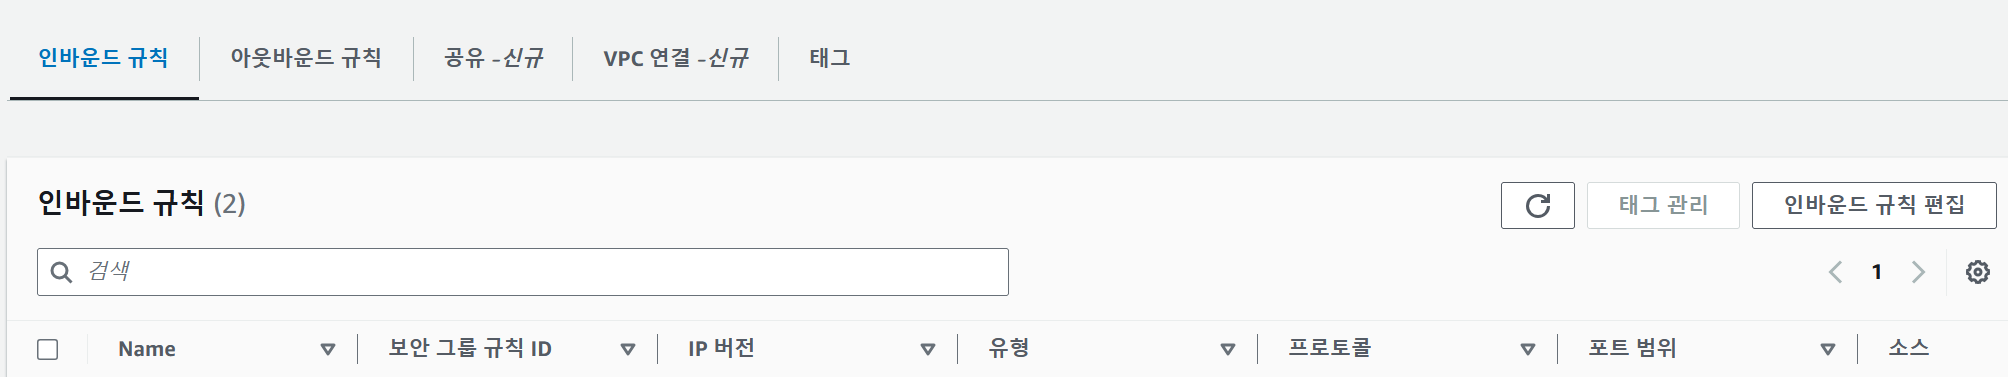 인바운드 규칙 아웃바운드 규칙 공유 -신규 VPC 연결 -신규 태그
인바운드 규칙 (2) 태그 관리 인바운드 규칙 편집
검색 1
Name 보안 그룹 규칙 ID IP 버전 유형 프로토콜 포트 범위 소스